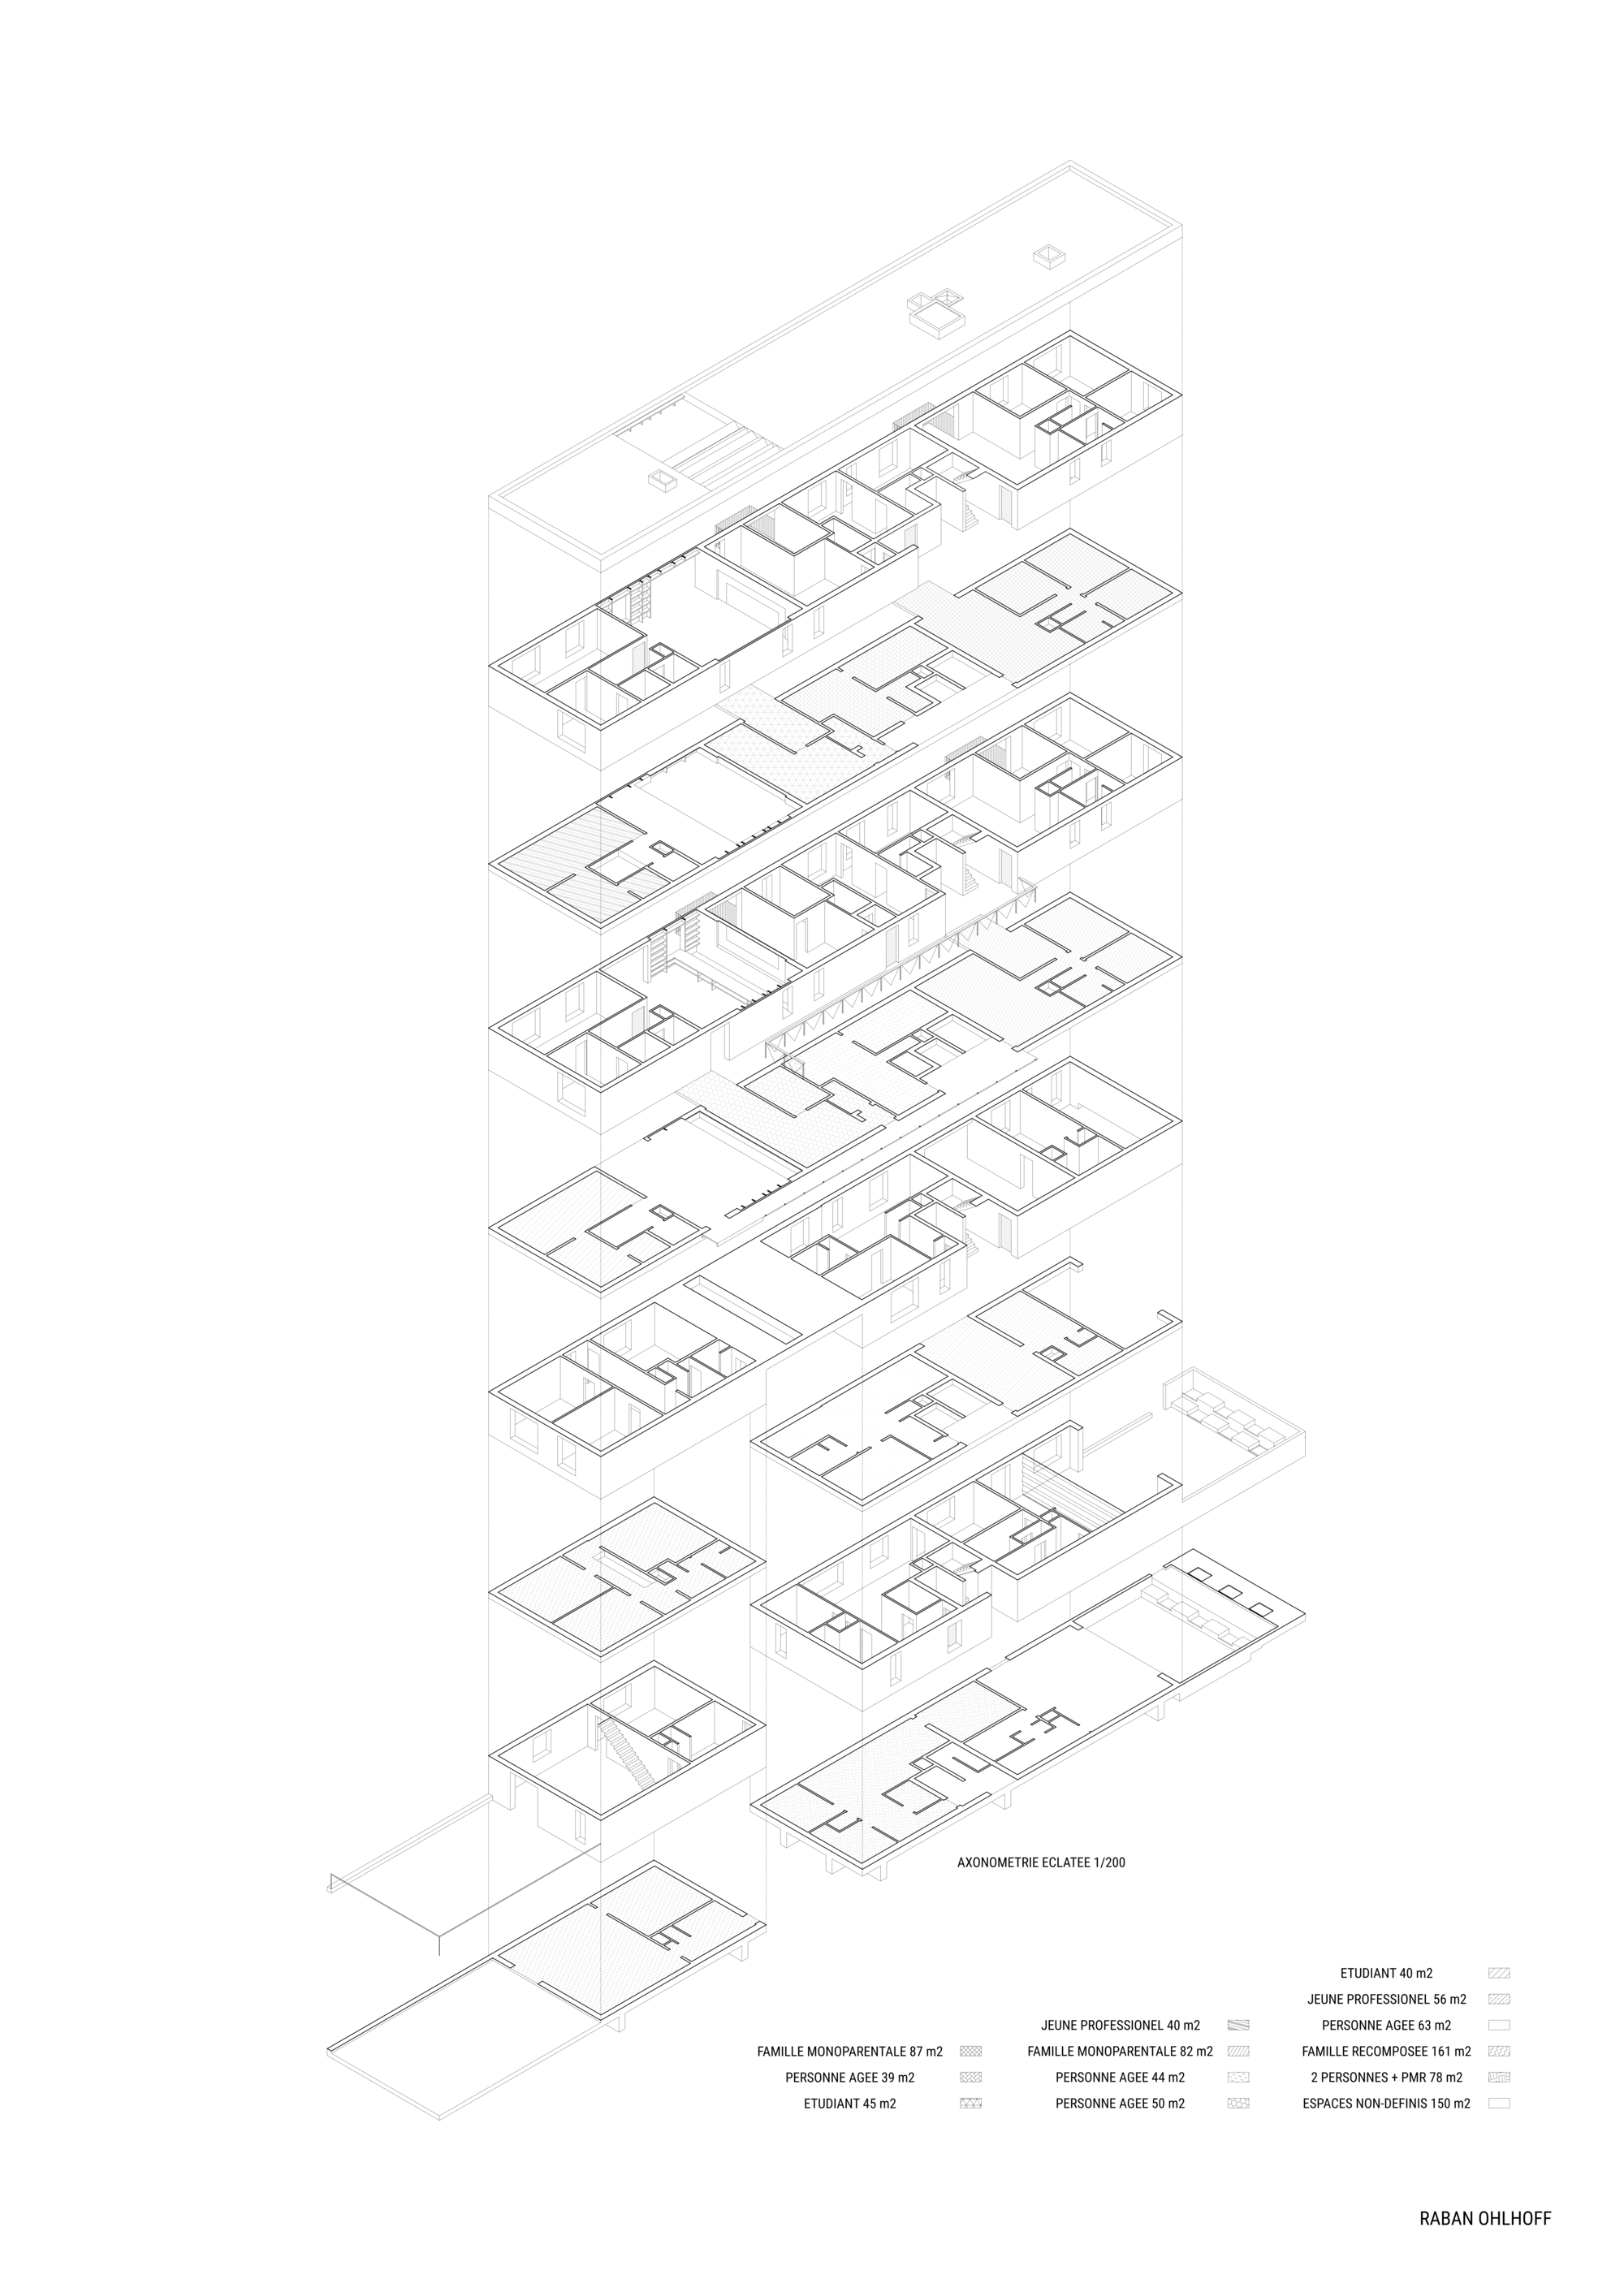 AXONOMETRIE ECLATEE 1/200
ETUDIANT 40 m2
JEUNE PROFESSIONEL 56 m2
JEUNE PROFESSIONEL 40 m2
PERSONNE AGEE 63 m2
FAMILLE MONOPARENTALE 87 m2
FAMILLE MONOPARENTALE 82 m2
FAMILLE RECOMPOSEE 161 m2
PERSONNE AGEE 39 m2
PERSONNE AGEE 44 m2
2 PERSONNES + PMR 78 m2
ETUDIANT 45 m2
PERSONNE AGEE 50 m2
ESPACES NON-DEFINIS 150 m2
RABAN OHLHOFF